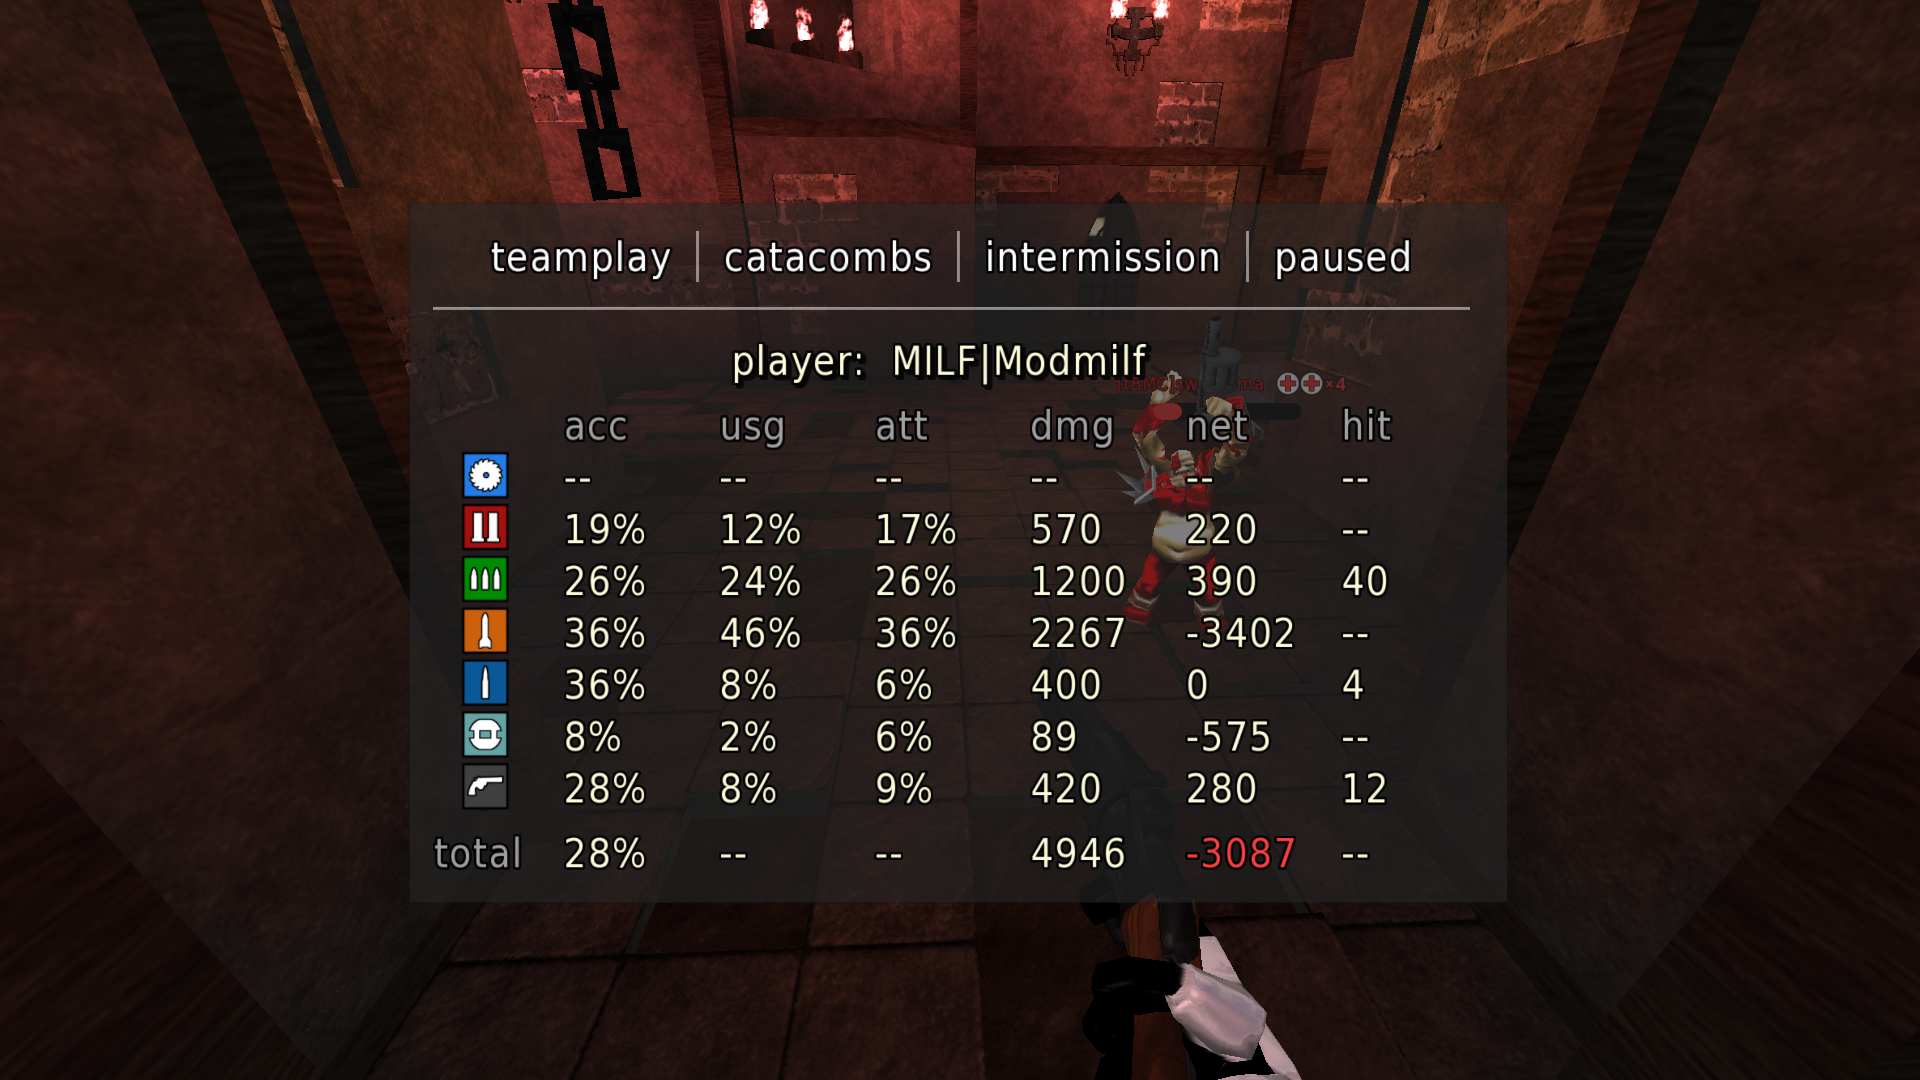 teamplay | catacombs | intermission | paused
player: MILF|Modmilf
acc usg att dmg net hit
-- -- -- -- -- --
19% 12% 17% 570 220 --
26% 24% 26% 1200 390 40
36% 46% 36% 2267 -3402 --
36% 8% 6% 400 0 4
8% 2% 6% 89 -575 --
28% 8% 9% 420 280 12
total 28% -- -- 4946 -3087 --
×4